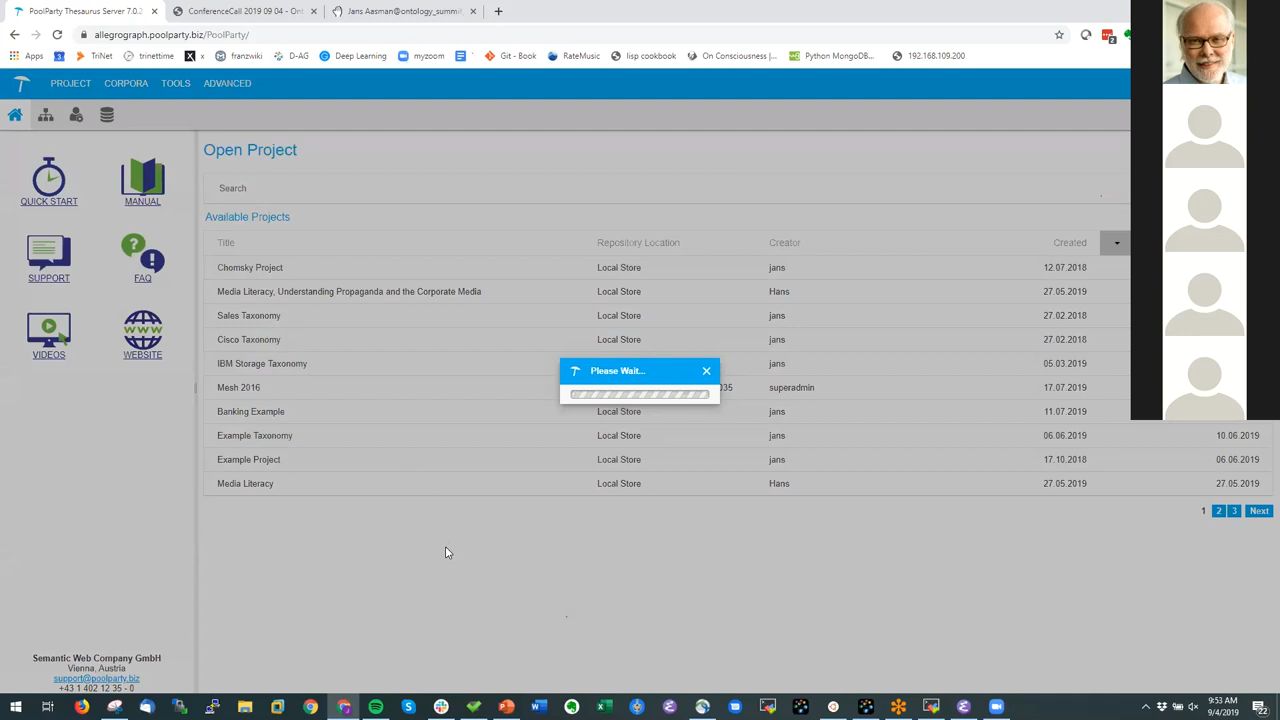 PoolParty Thesaurus Server 7.0.2
ConferenceCall 2019 09 04 - Ont
Jans Aasman@ontology_summit
allegrograph.poolparty.biz/PoolParty/
2
Apps
TriNet
trinettime
x
franzwiki
D-AG
Deep Learning
myzoom
Git - Book
RateMusic
lisp cookbook
On Consciousness |...
Python MongoDB...
192.168.109.200
PROJECT
CORPORA
TOOLS
ADVANCED
QUICK START
MANUAL
SUPPORT
FAQ
VIDEOS
WWW
WEBSITE
Open Project
Search
Available Projects
Title Repository Location Creator Created
Chomsky Project Local Store jans 12.07.2018
Media Literacy, Understanding Propaganda and the Corporate Media Local Store Hans 27.05.2019
Sales Taxonomy Local Store jans 27.02.2018
Cisco Taxonomy Local Store jans 27.02.2018
IBM Storage Taxonomy jans 05.03.2019
Please Wait...
Mesh 2016 035 superadmin 17.07.2019
Banking Example Local Store jans 11.07.2019
Example Taxonomy Local Store jans 06.06.2019 10.06.2019
Example Project Local Store jans 17.10.2018 06.06.2019
Media Literacy Local Store Hans 27.05.2019 27.05.2019
1 2 3 Next
Semantic Web Company GmbH
Vienna, Austria
support@poolparty.biz
+43 1 402 12 35 - 0
9:53 AM
9/4/2019